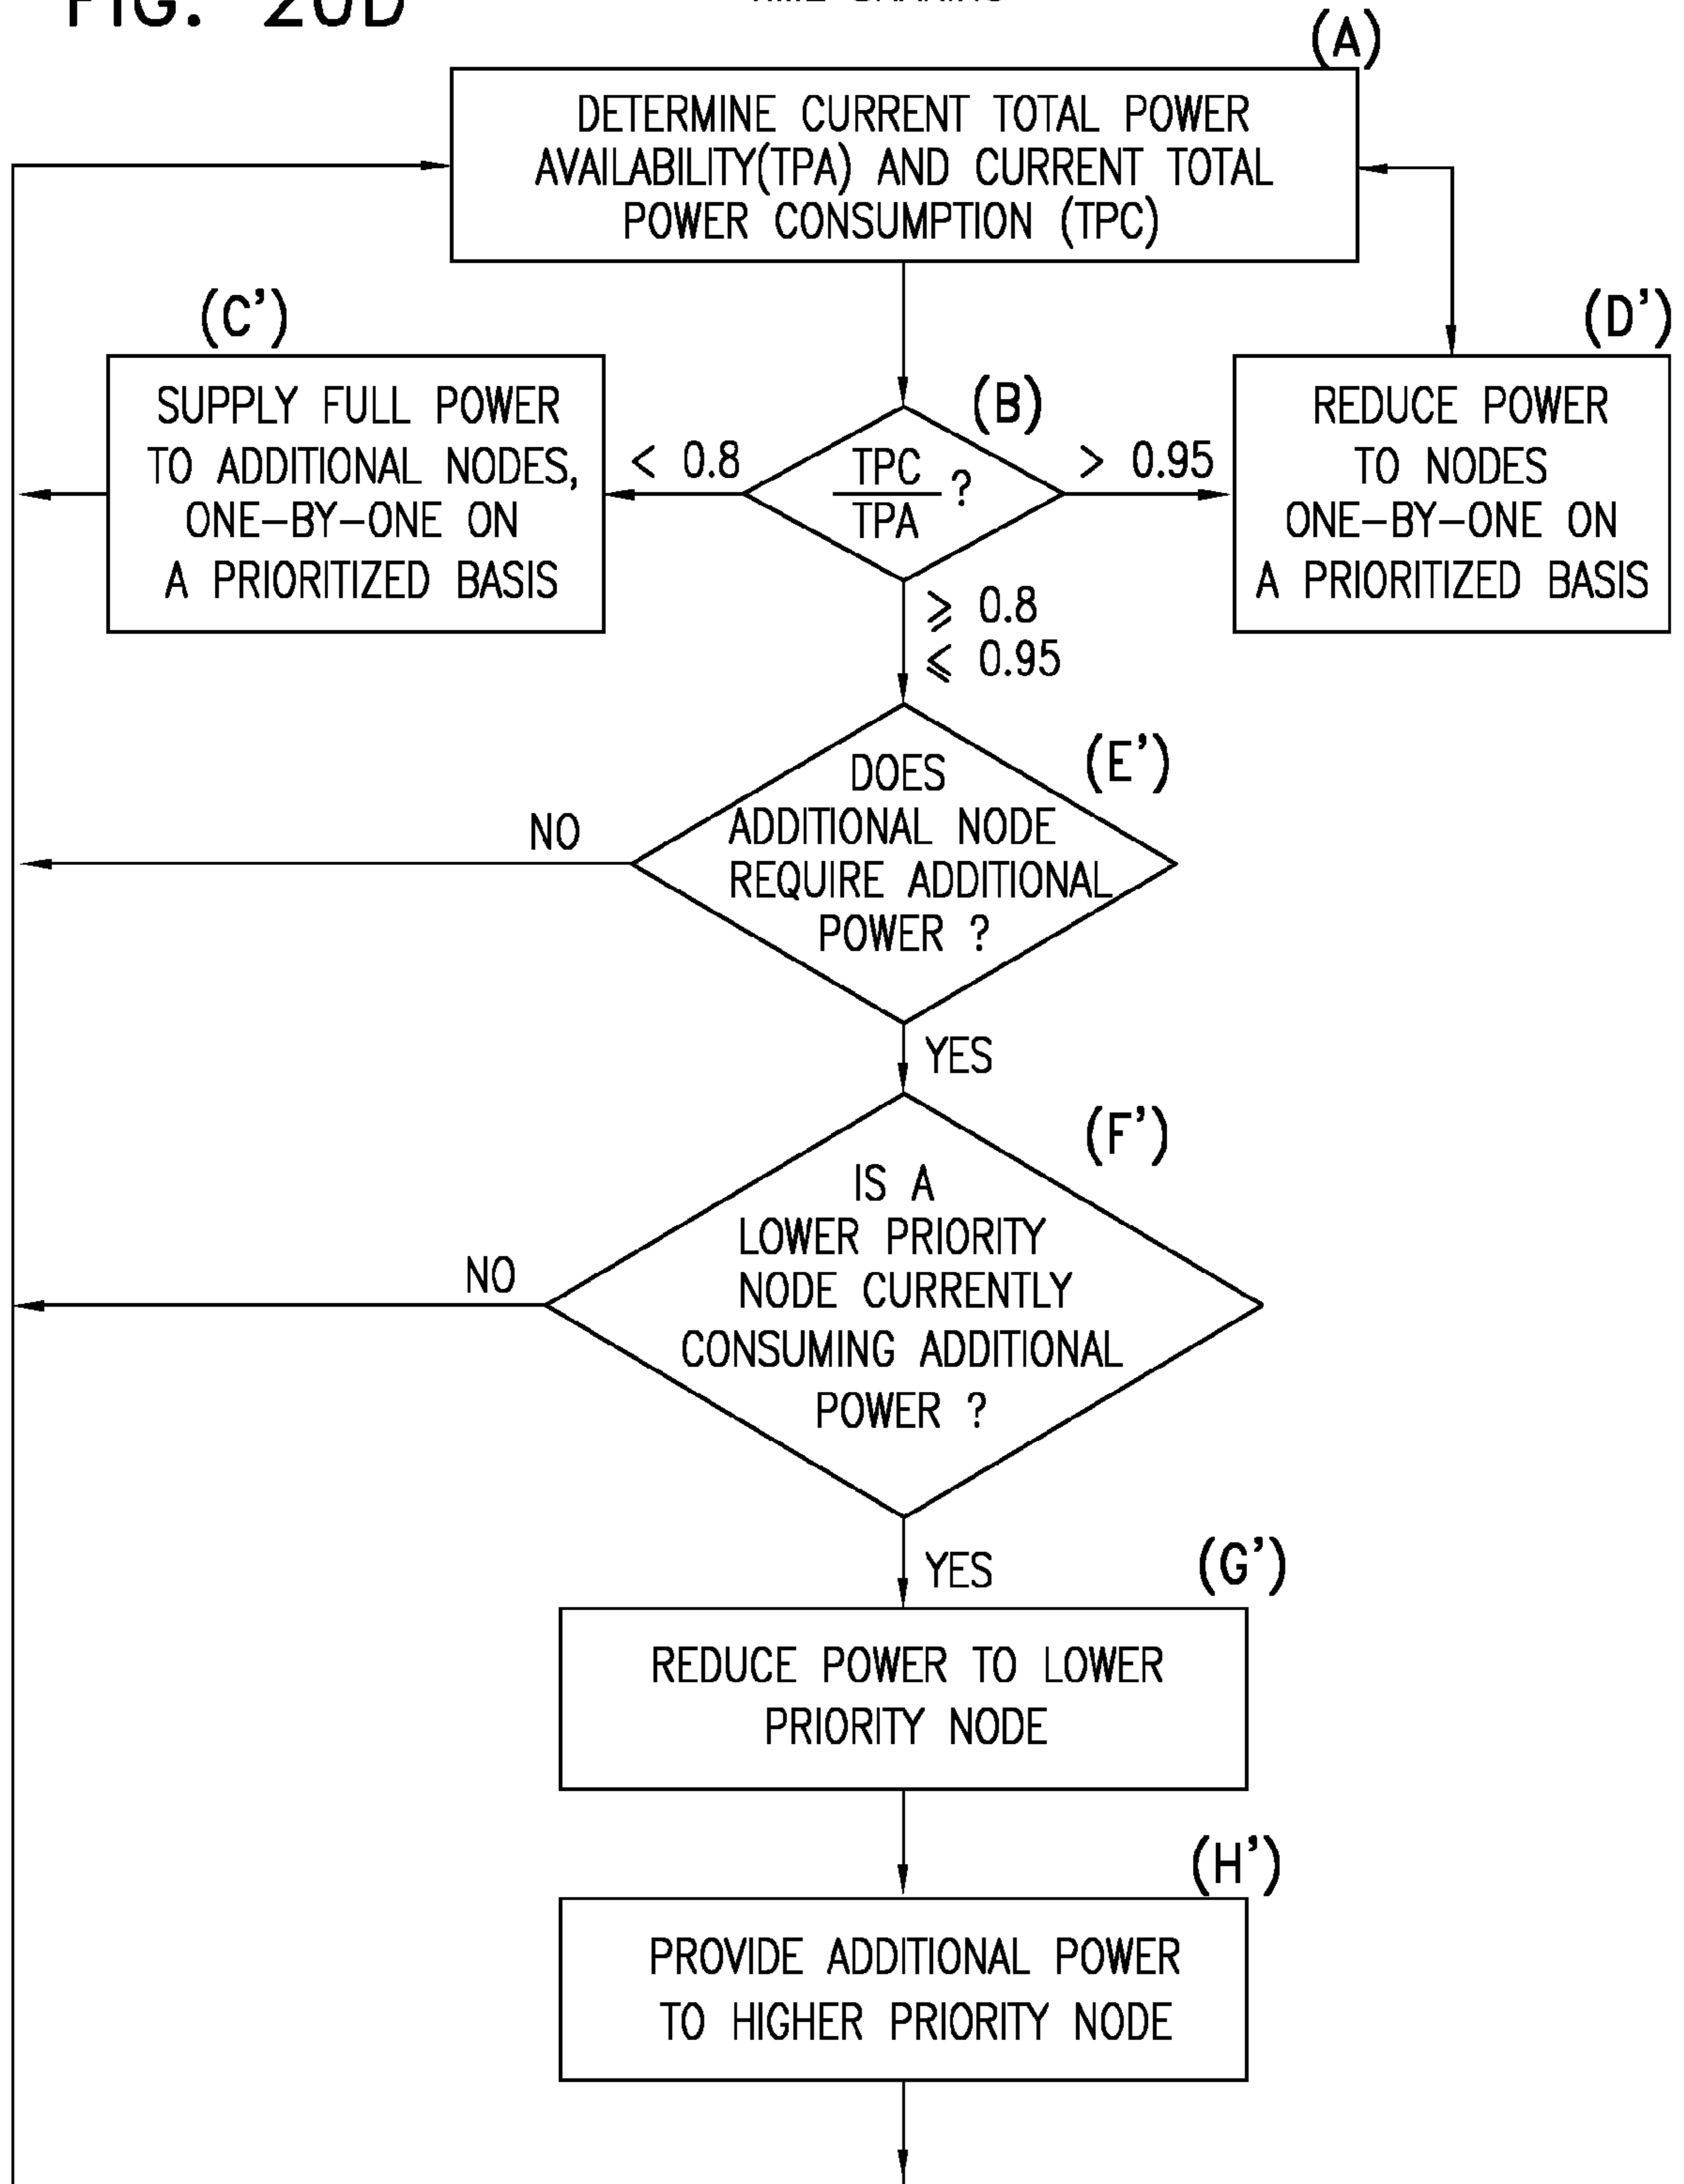 FIG. 20D
(A)
DETERMINE CURRENT TOTAL POWER
AVAILABILITY(TPA) AND CURRENT TOTAL
POWER CONSUMPTION (TPC)
(C')
SUPPLY FULL POWER
TO ADDITIONAL NODES,
ONE-BY-ONE ON
A PRIORITIZED BASIS
< 0.8
(B)
TPC
TPA
?
> 0.95
(D')
REDUCE POWER
TO NODES
ONE-BY-ONE ON
A PRIORITIZED BASIS
⩾ 0.8
⩽ 0.95
(E')
DOES
ADDITIONAL NODE
REQUIRE ADDITIONAL
POWER ?
NO
YES
(F')
IS A
LOWER PRIORITY
NODE CURRENTLY
CONSUMING ADDITIONAL
POWER ?
NO
YES
(G')
REDUCE POWER TO LOWER
PRIORITY NODE
(H')
PROVIDE ADDITIONAL POWER
TO HIGHER PRIORITY NODE